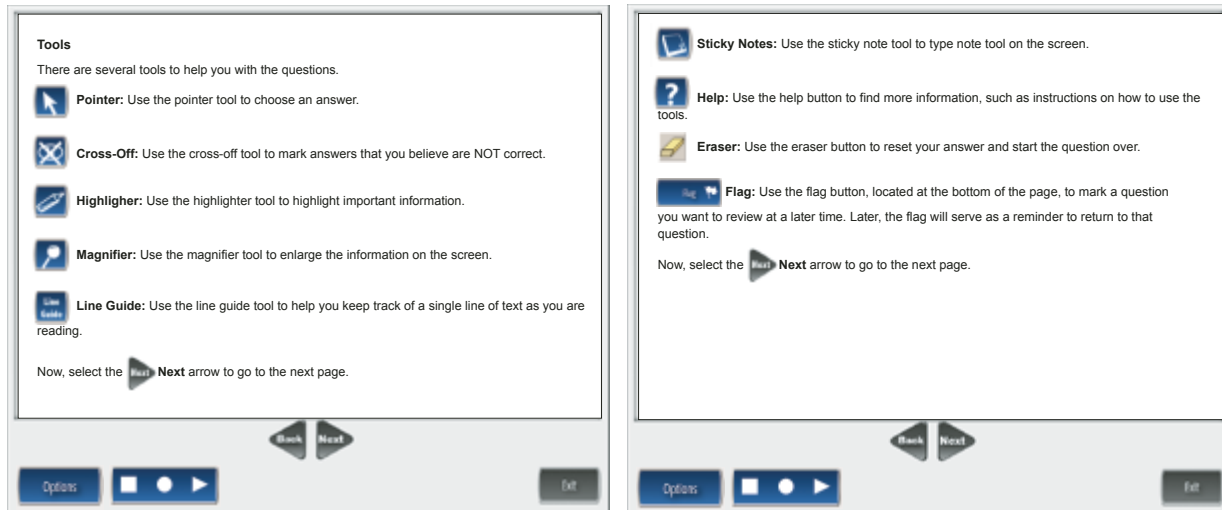 Tools
There are several tools to help you with the questions.
Pointer: Use the pointer tool to choose an answer.
Cross-Off: Use the cross-off tool to mark answers that you believe are NOT correct.
Highligher: Use the highlighter tool to highlight important information.
Magnifier: Use the magnifier tool to enlarge the information on the screen.
Line
Guide
Line Guide: Use the line guide tool to help you keep track of a single line of text as you are
reading.
Now, select the Next Next arrow to go to the next page.
Back Next
Options
Exit
Sticky Notes: Use the sticky note tool to type note tool on the screen.
? Help: Use the help button to find more information, such as instructions on how to use the
tools.
Eraser: Use the eraser button to reset your answer and start the question over.
Flag Flag: Use the flag button, located at the bottom of the page, to mark a question
you want to review at a later time. Later, the flag will serve as a reminder to return to that
question.
Now, select the Next Next arrow to go to the next page.
Back Next
Options
Exit